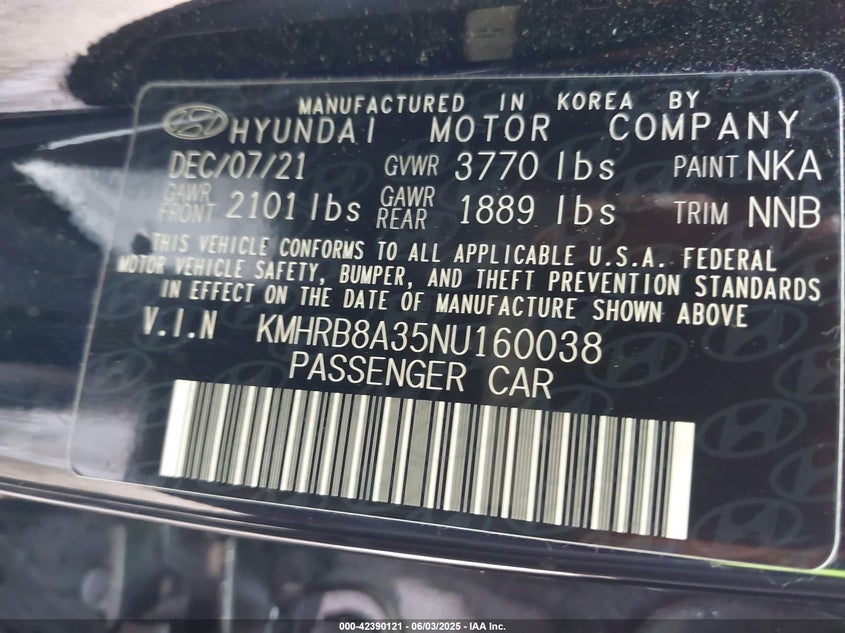 MANUFACTURED IN KOREA BY
HYUNDAI MOTOR COMPANY
DEC/07/21 GVWR 3770 lbs PAINT NKA
GAWR FRONT 2101 lbs GAWR REAR 1889 lbs TRIM NNB
THIS VEHICLE CONFORMS TO ALL APPLICABLE U.S.A. FEDERAL
MOTOR VEHICLE SAFETY, BUMPER, AND THEFT PREVENTION STANDARDS
IN EFFECT ON THE DATE OF MANUFACTURE SHOWN ABOVE
V.I.N KMHRB8A35NU160038
PASSENGER CAR
000-42390121 - 06/03/2025 - IAA Inc.